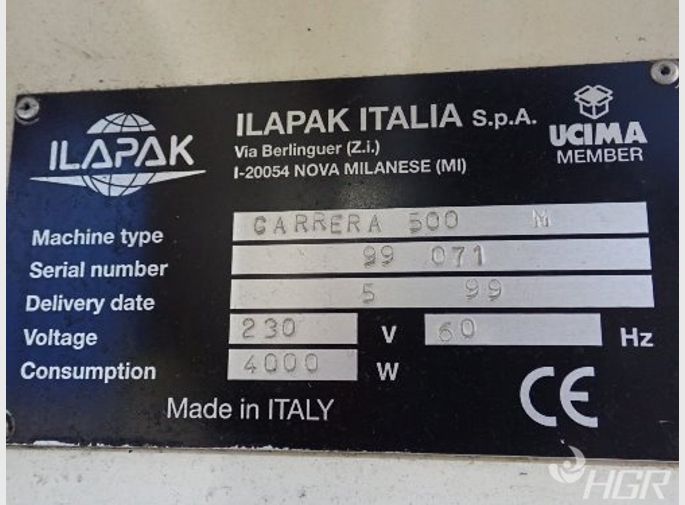 ILAPAK
ILAPAK ITALIA S.p.A.
Via Berlinguer (Z.i.)
I-20054 NOVA MILANESE (MI)
UCIMA
MEMBER
Machine type CARRERA 500 M
Serial number 99 071
Delivery date 5 99
Voltage 230 V 60 Hz
Consumption 4000 W
Made in ITALY
CE
HGR